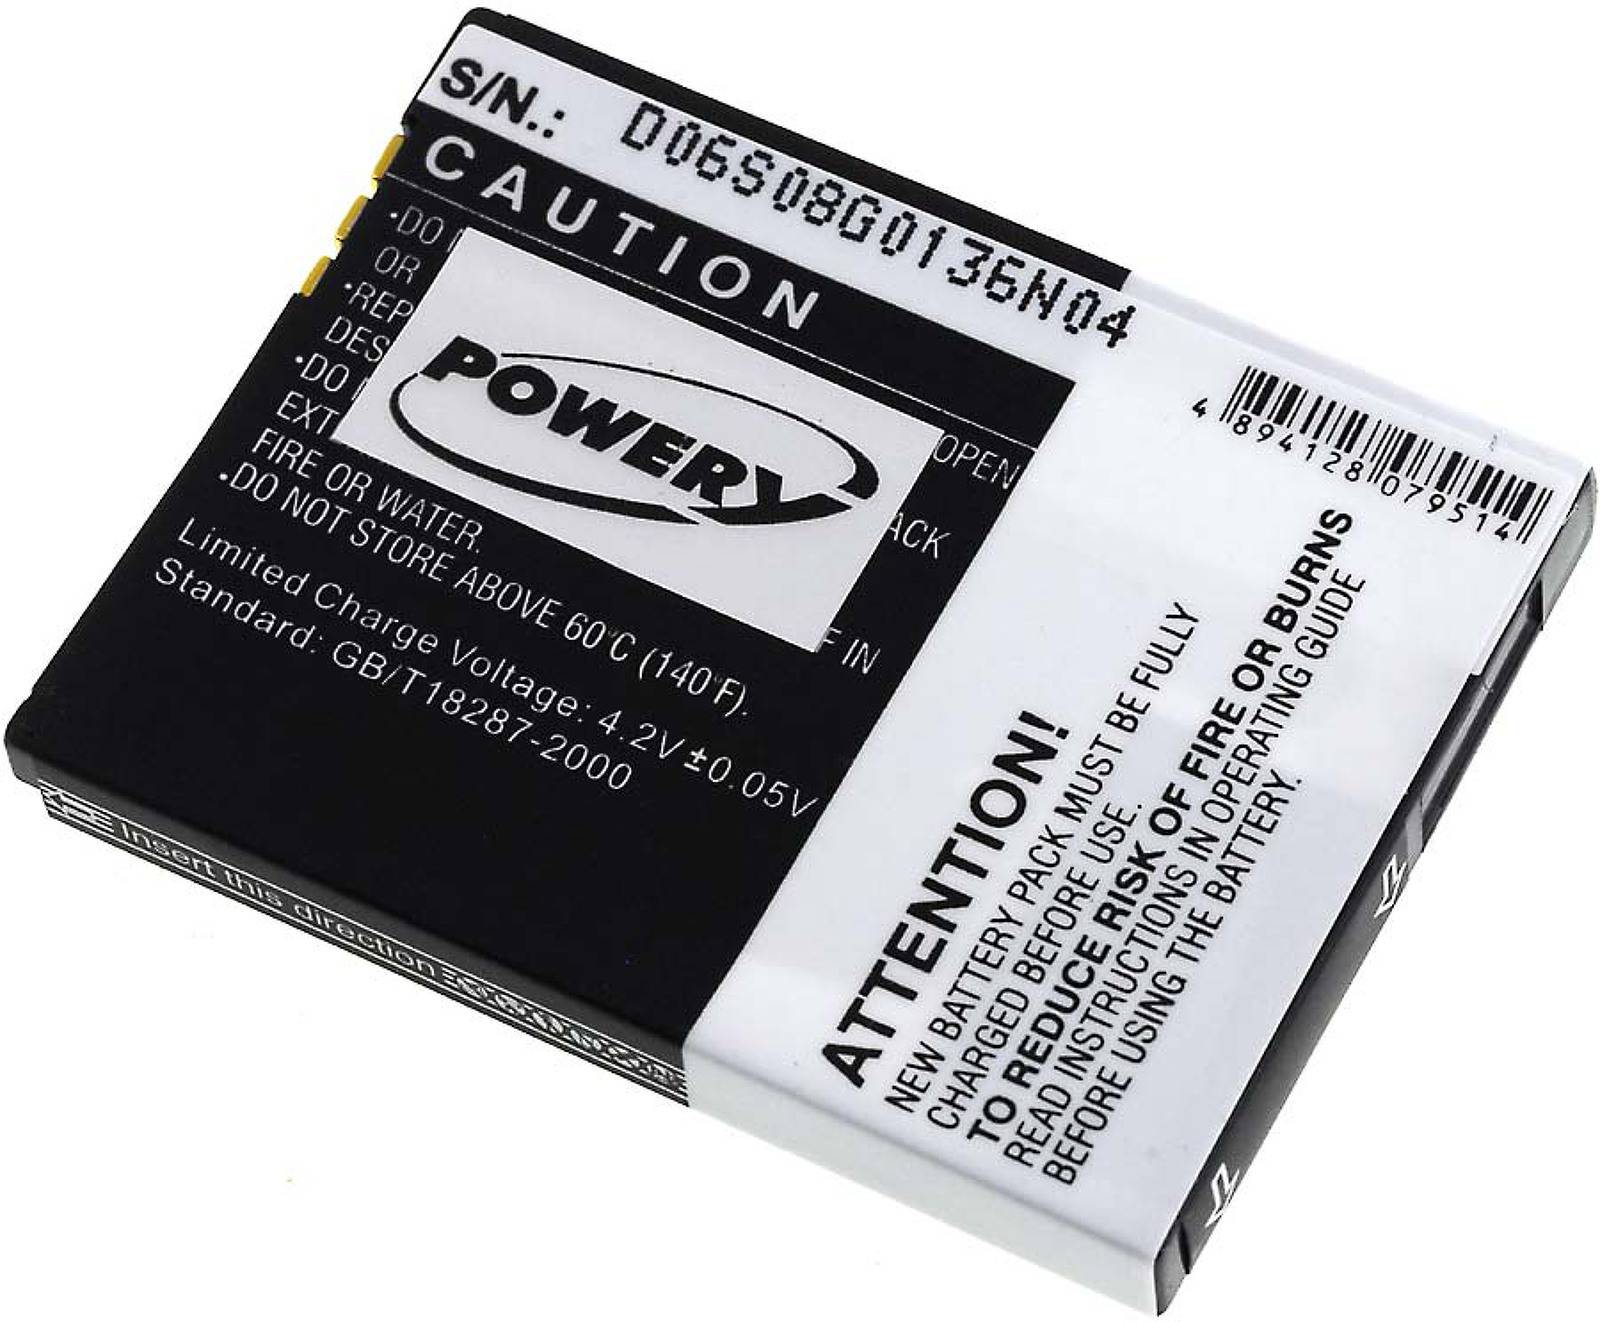 S/N.: D06S08G0136N04
CAUTION
·DO OPEN
OR
·REP ACK
DES
·DO
EXT F IN
FIRE OR WATER.
·DO NOT STORE ABOVE 60°C (140°F).
Limited Charge Voltage: 4.2V ±0.05V
Standard: GB/T18287-2000
POWERY
4 894128 079514
ATTENTION!
NEW BATTERY PACK MUST BE FULLY
CHARGED BEFORE USE.
TO REDUCE RISK OF FIRE OR BURNS
READ INSTRUCTIONS IN OPERATING GUIDE
BEFORE USING THE BATTERY.
Insert this direction